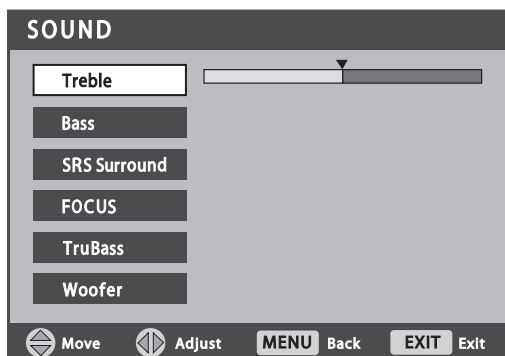 SOUND
Treble
Bass
SRS Surround
FOCUS
TruBass
Woofer
Move Adjust MENU Back EXIT Exit